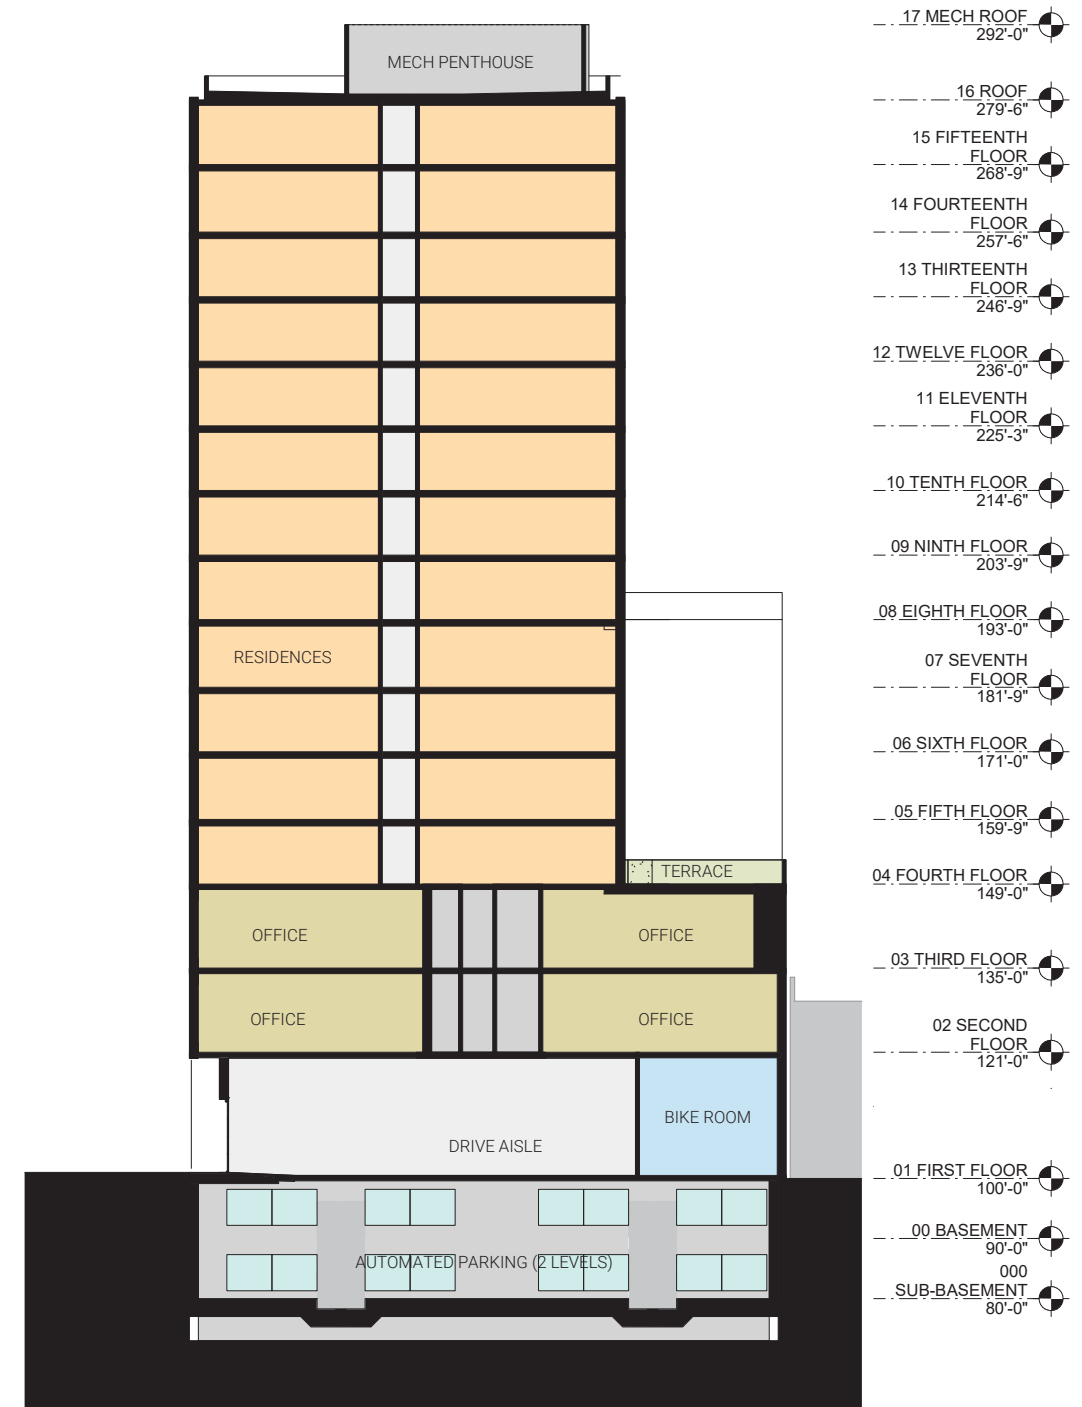 17 MECH ROOF
292'-0"
MECH PENTHOUSE
16 ROOF
279'-6"
15 FIFTEENTH
FLOOR
268'-9"
14 FOURTEENTH
FLOOR
257'-6"
13 THIRTEENTH
FLOOR
246'-9"
12 TWELVE FLOOR
236'-0"
11 ELEVENTH
FLOOR
225'-3"
10 TENTH FLOOR
214'-6"
09 NINTH FLOOR
203'-9"
08 EIGHTH FLOOR
193'-0"
RESIDENCES
07 SEVENTH
FLOOR
181'-9"
06 SIXTH FLOOR
171'-0"
05 FIFTH FLOOR
159'-9"
TERRACE
04 FOURTH FLOOR
149'-0"
OFFICE
OFFICE
03 THIRD FLOOR
135'-0"
OFFICE
OFFICE
02 SECOND
FLOOR
121'-0"
BIKE ROOM
DRIVE AISLE
01 FIRST FLOOR
100'-0"
00 BASEMENT
90'-0"
AUTOMATED PARKING (2 LEVELS)
000
SUB-BASEMENT
80'-0"